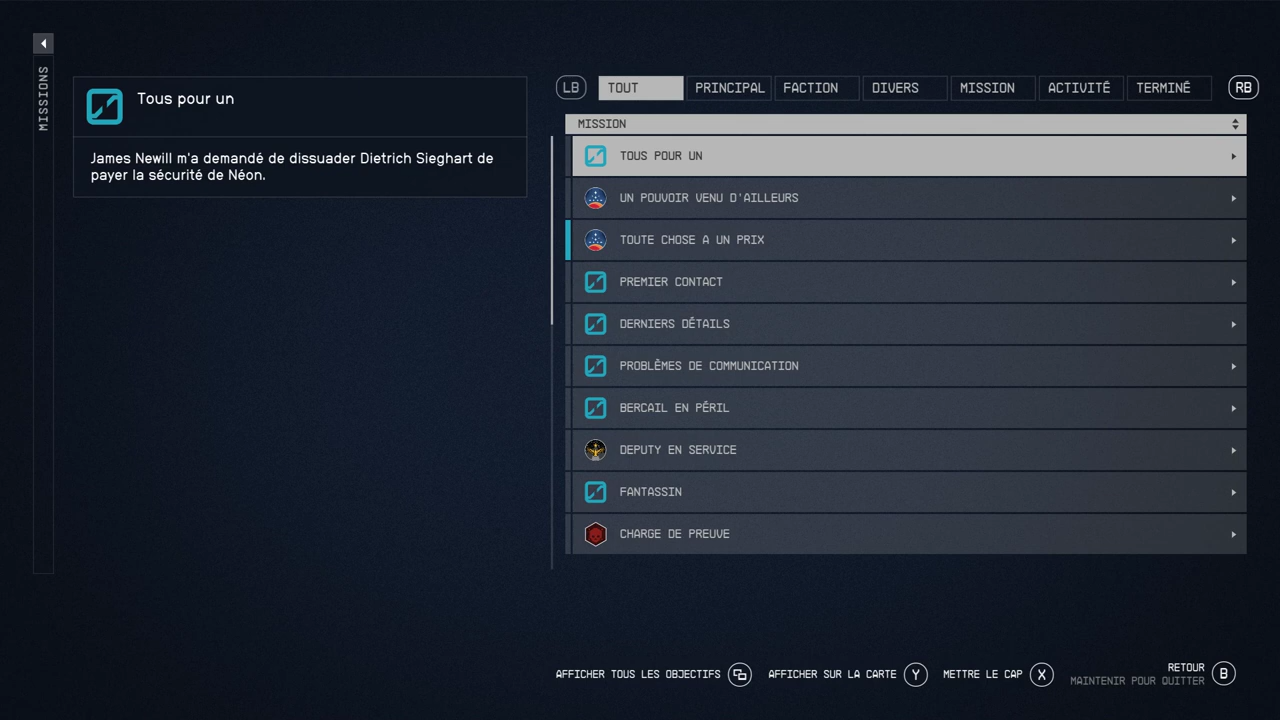 MISSIONS
Tous pour un
James Newill m'a demandé de dissuader Dietrich Sieghart de
payer la sécurité de Néon.
LB TOUT PRINCIPAL FACTION DIVERS MISSION ACTIVITÉ TERMINÉ RB
MISSION
TOUS POUR UN
UN POUVOIR VENU D'AILLEURS
TOUTE CHOSE A UN PRIX
PREMIER CONTACT
DERNIERS DÉTAILS
PROBLÈMES DE COMMUNICATION
BERCAIL EN PÉRIL
DEPUTY EN SERVICE
FANTASSIN
CHARGE DE PREUVE
AFFICHER TOUS LES OBJECTIFS AFFICHER SUR LA CARTE Y METTRE LE CAP X RETOUR B
MAINTENIR POUR QUITTER